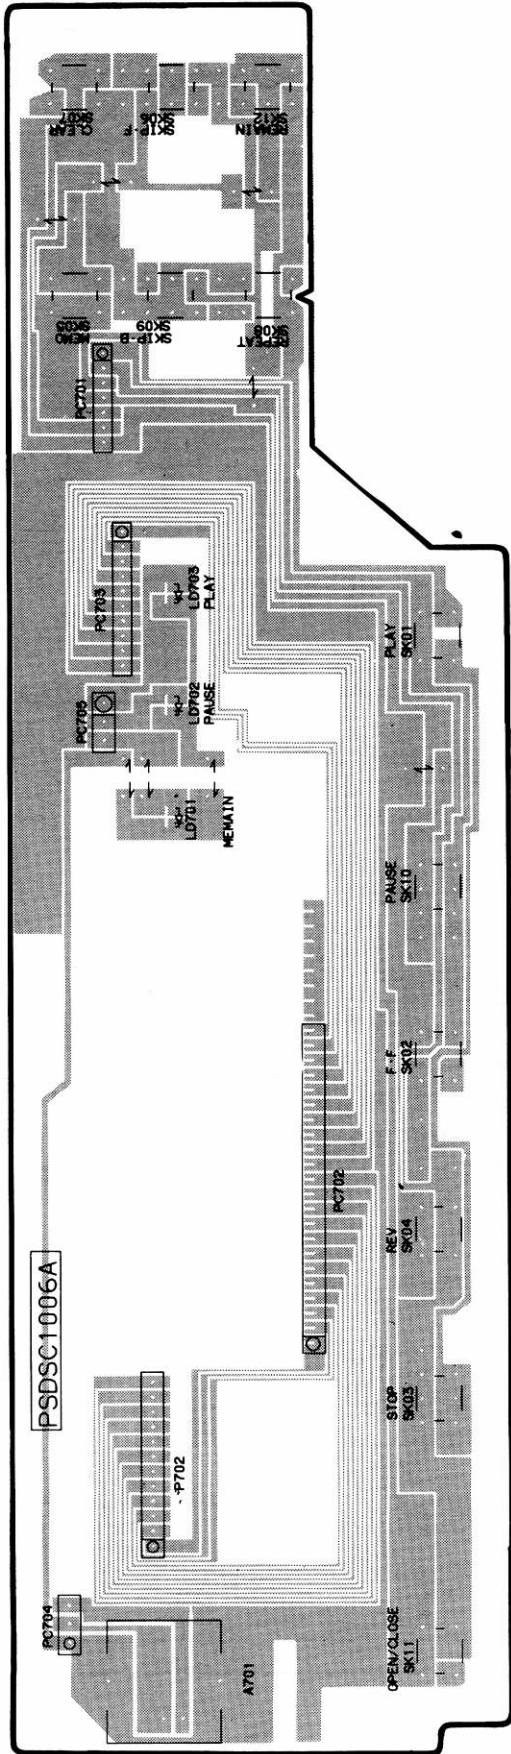 SK07
CLEAR
SK06
SKIP-F
SK12
REMAIN
SK05
MEMO
SK09
SKIP-B
SK08
REPEAT
PC701
PC703
LD703
PLAY
PC705
LD702
PAUSE
LD701
MEMAIN
PLAY
SK01
PAUSE
SK10
F-F
SK02
PC702
REV
SK04
PSDSC1006A
STOP
SK03
P702
PC704
A701
OPEN/CLOSE
SK11